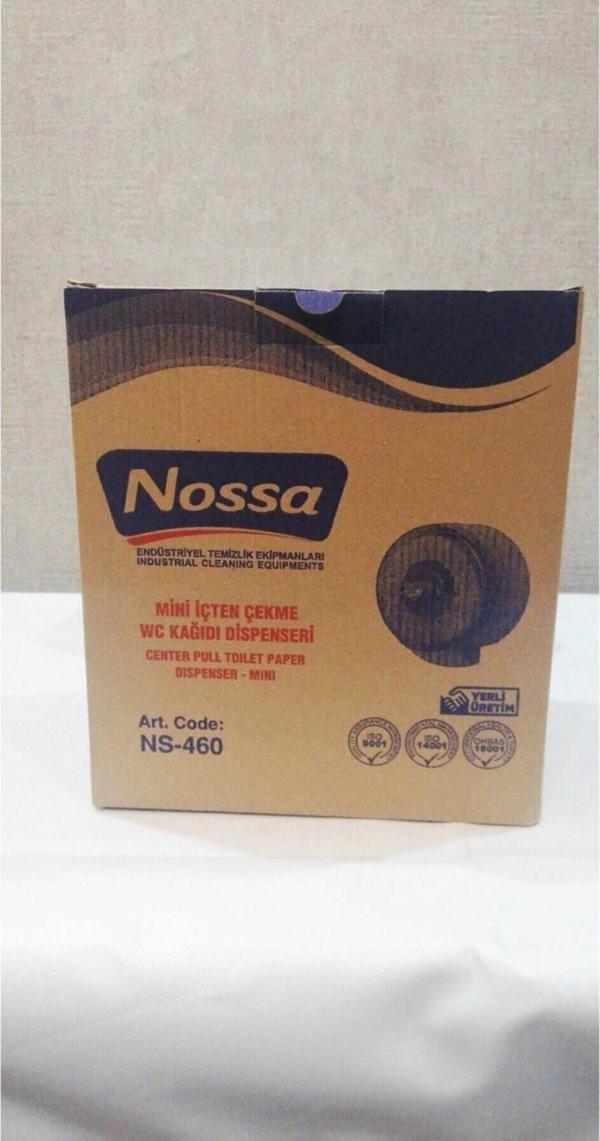 Nossa
ENDÜSTRİYEL TEMİZLİK EKİPMANLARI
INDUSTRIAL CLEANING EQUIPMENTS
MİNİ İÇTEN ÇEKME
WC KAĞIDI DİSPENSERİ
CENTER PULL TOILET PAPER
DISPENSER - MINI
Art. Code:
NS-460
YERLİ
ÜRETİM
ISO
9001
ISO
14001
OHSAS
18001